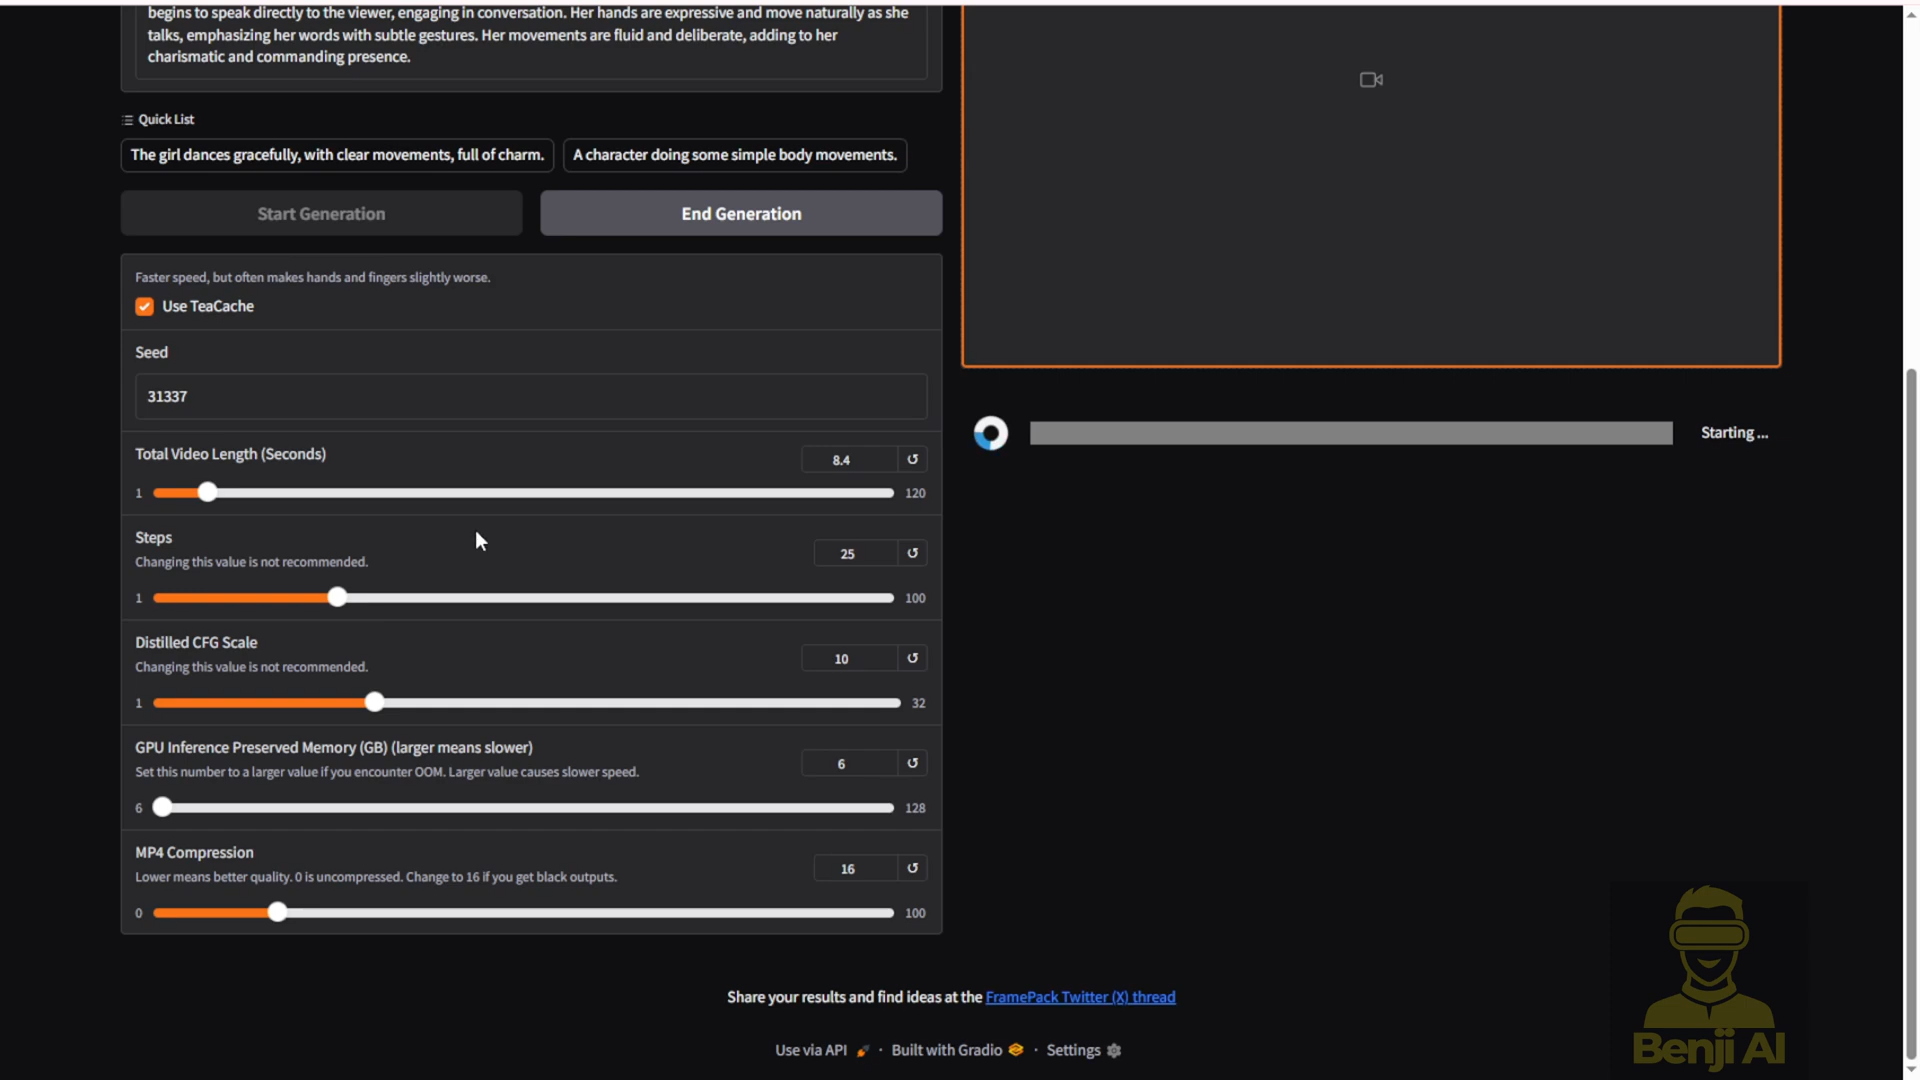 begins to speak directly to the viewer, engaging in conversation. Her hands are expressive and move naturally as she
talks, emphasizing her words with subtle gestures. Her movements are fluid and deliberate, adding to her
charismatic and commanding presence.
Quick List
The girl dances gracefully, with clear movements, full of charm.
A character doing some simple body movements.
Start Generation
End Generation
Faster speed, but often makes hands and fingers slightly worse.
Use TeaCache
Seed
31337
Total Video Length (Seconds)
8.4
1
120
Steps
Changing this value is not recommended.
25
1
100
Distilled CFG Scale
Changing this value is not recommended.
10
1
32
GPU Inference Preserved Memory (GB) (larger means slower)
Set this number to a larger value if you encounter OOM. Larger value causes slower speed.
6
6
128
MP4 Compression
Lower means better quality. 0 is uncompressed. Change to 16 if you get black outputs.
16
0
100
Starting ...
Share your results and find ideas at the FramePack Twitter (X) thread
Use via API · Built with Gradio · Settings
Benji AI